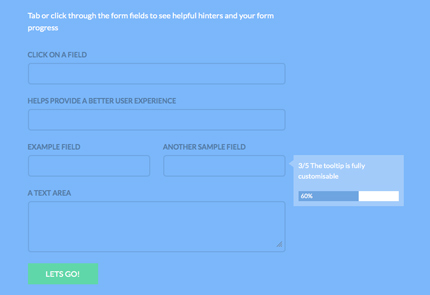 Tab or click through the form fields to see helpful hinters and your form
progress
CLICK ON A FIELD
HELPS PROVIDE A BETTER USER EXPERIENCE
EXAMPLE FIELD
ANOTHER SAMPLE FIELD
3/5 The tooltip is fully
customisable
60%
A TEXT AREA
LETS GO!